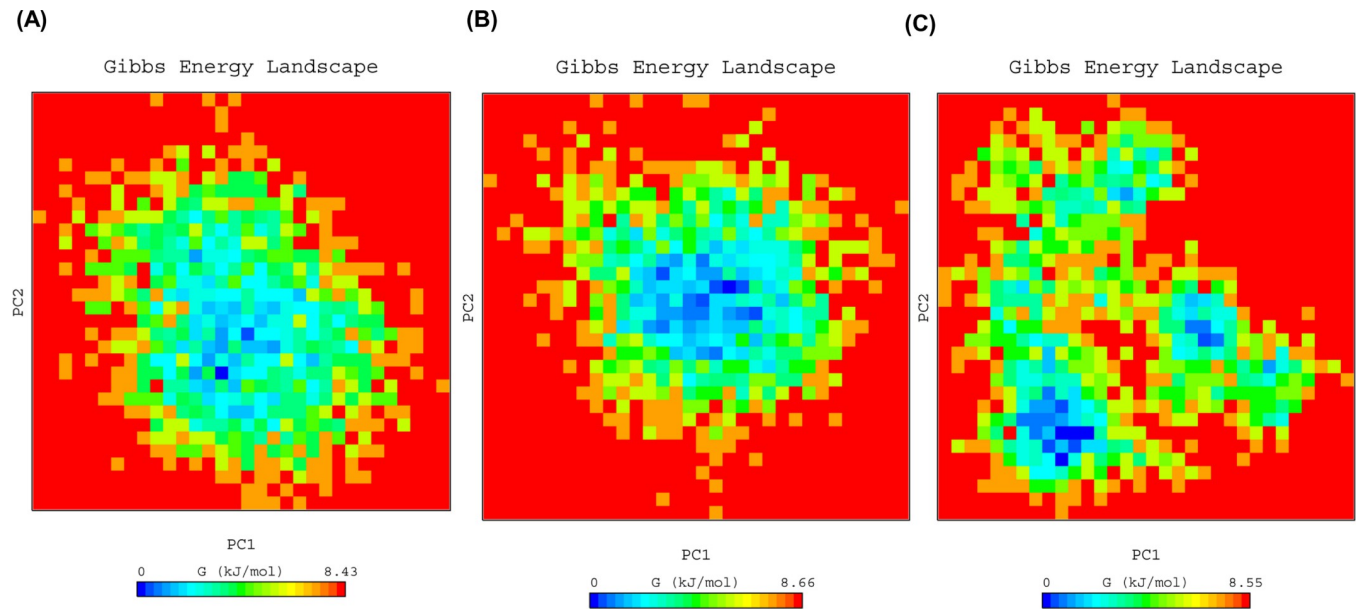 (A)
Gibbs Energy Landscape
PC2
PC1
0 G (kJ/mol) 8.43
(B)
Gibbs Energy Landscape
PC2
PC1
0 G (kJ/mol) 8.66
(C)
Gibbs Energy Landscape
PC2
PC1
0 G (kJ/mol) 8.55